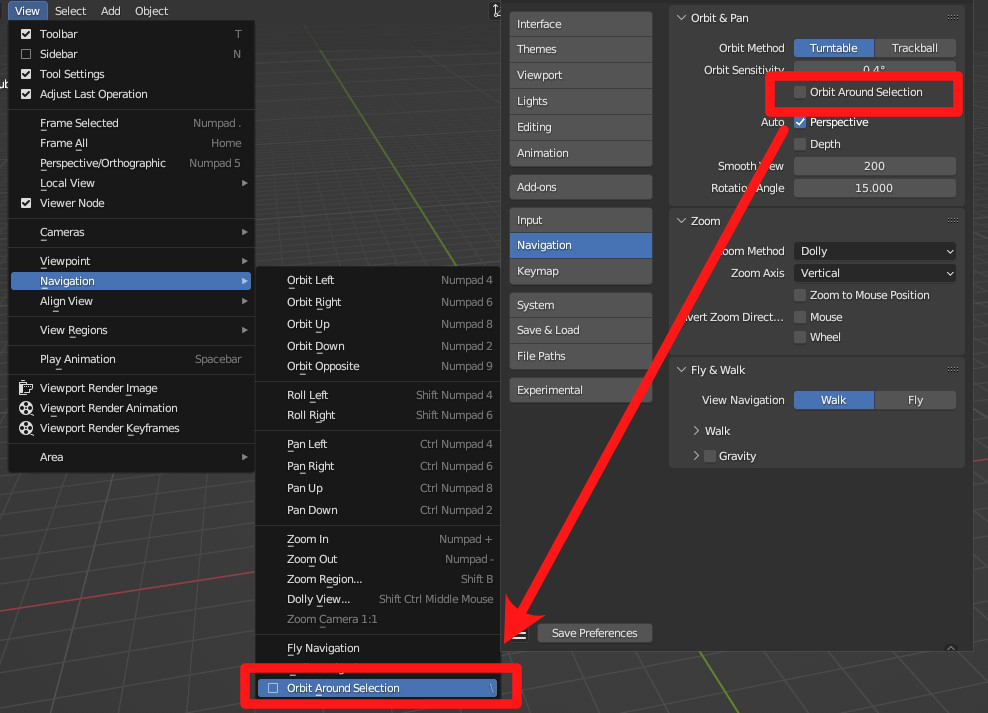 View Select Add Object
Toolbar T
Sidebar N
Tool Settings
Adjust Last Operation
Frame Selected Numpad .
Frame All Home
Perspective/Orthographic Numpad 5
Local View
Viewer Node
Cameras
Viewpoint
Navigation
Align View
View Regions
Play Animation Spacebar
Viewport Render Image
Viewport Render Animation
Viewport Render Keyframes
Area
Orbit Left Numpad 4
Orbit Right Numpad 6
Orbit Up Numpad 8
Orbit Down Numpad 2
Orbit Opposite Numpad 9
Roll Left Shift Numpad 4
Roll Right Shift Numpad 6
Pan Left Ctrl Numpad 4
Pan Right Ctrl Numpad 6
Pan Up Ctrl Numpad 8
Pan Down Ctrl Numpad 2
Zoom In Numpad +
Zoom Out Numpad -
Zoom Region... Shift B
Dolly View... Shift Ctrl Middle Mouse
Zoom Camera 1:1
Fly Navigation
Orbit Around Selection \
Interface
Themes
Viewport
Lights
Editing
Animation
Add-ons
Input
Navigation
Keymap
System
Save & Load
File Paths
Experimental
Save Preferences
Orbit & Pan
Orbit Method Turntable Trackball
Orbit Sensitivity 0.4°
Orbit Around Selection
Auto Perspective
Depth
Smooth View 200
Rotation Angle 15.000
Zoom
Zoom Method Dolly
Zoom Axis Vertical
Zoom to Mouse Position
Invert Zoom Direct... Mouse
Wheel
Fly & Walk
View Navigation Walk Fly
Walk
Gravity